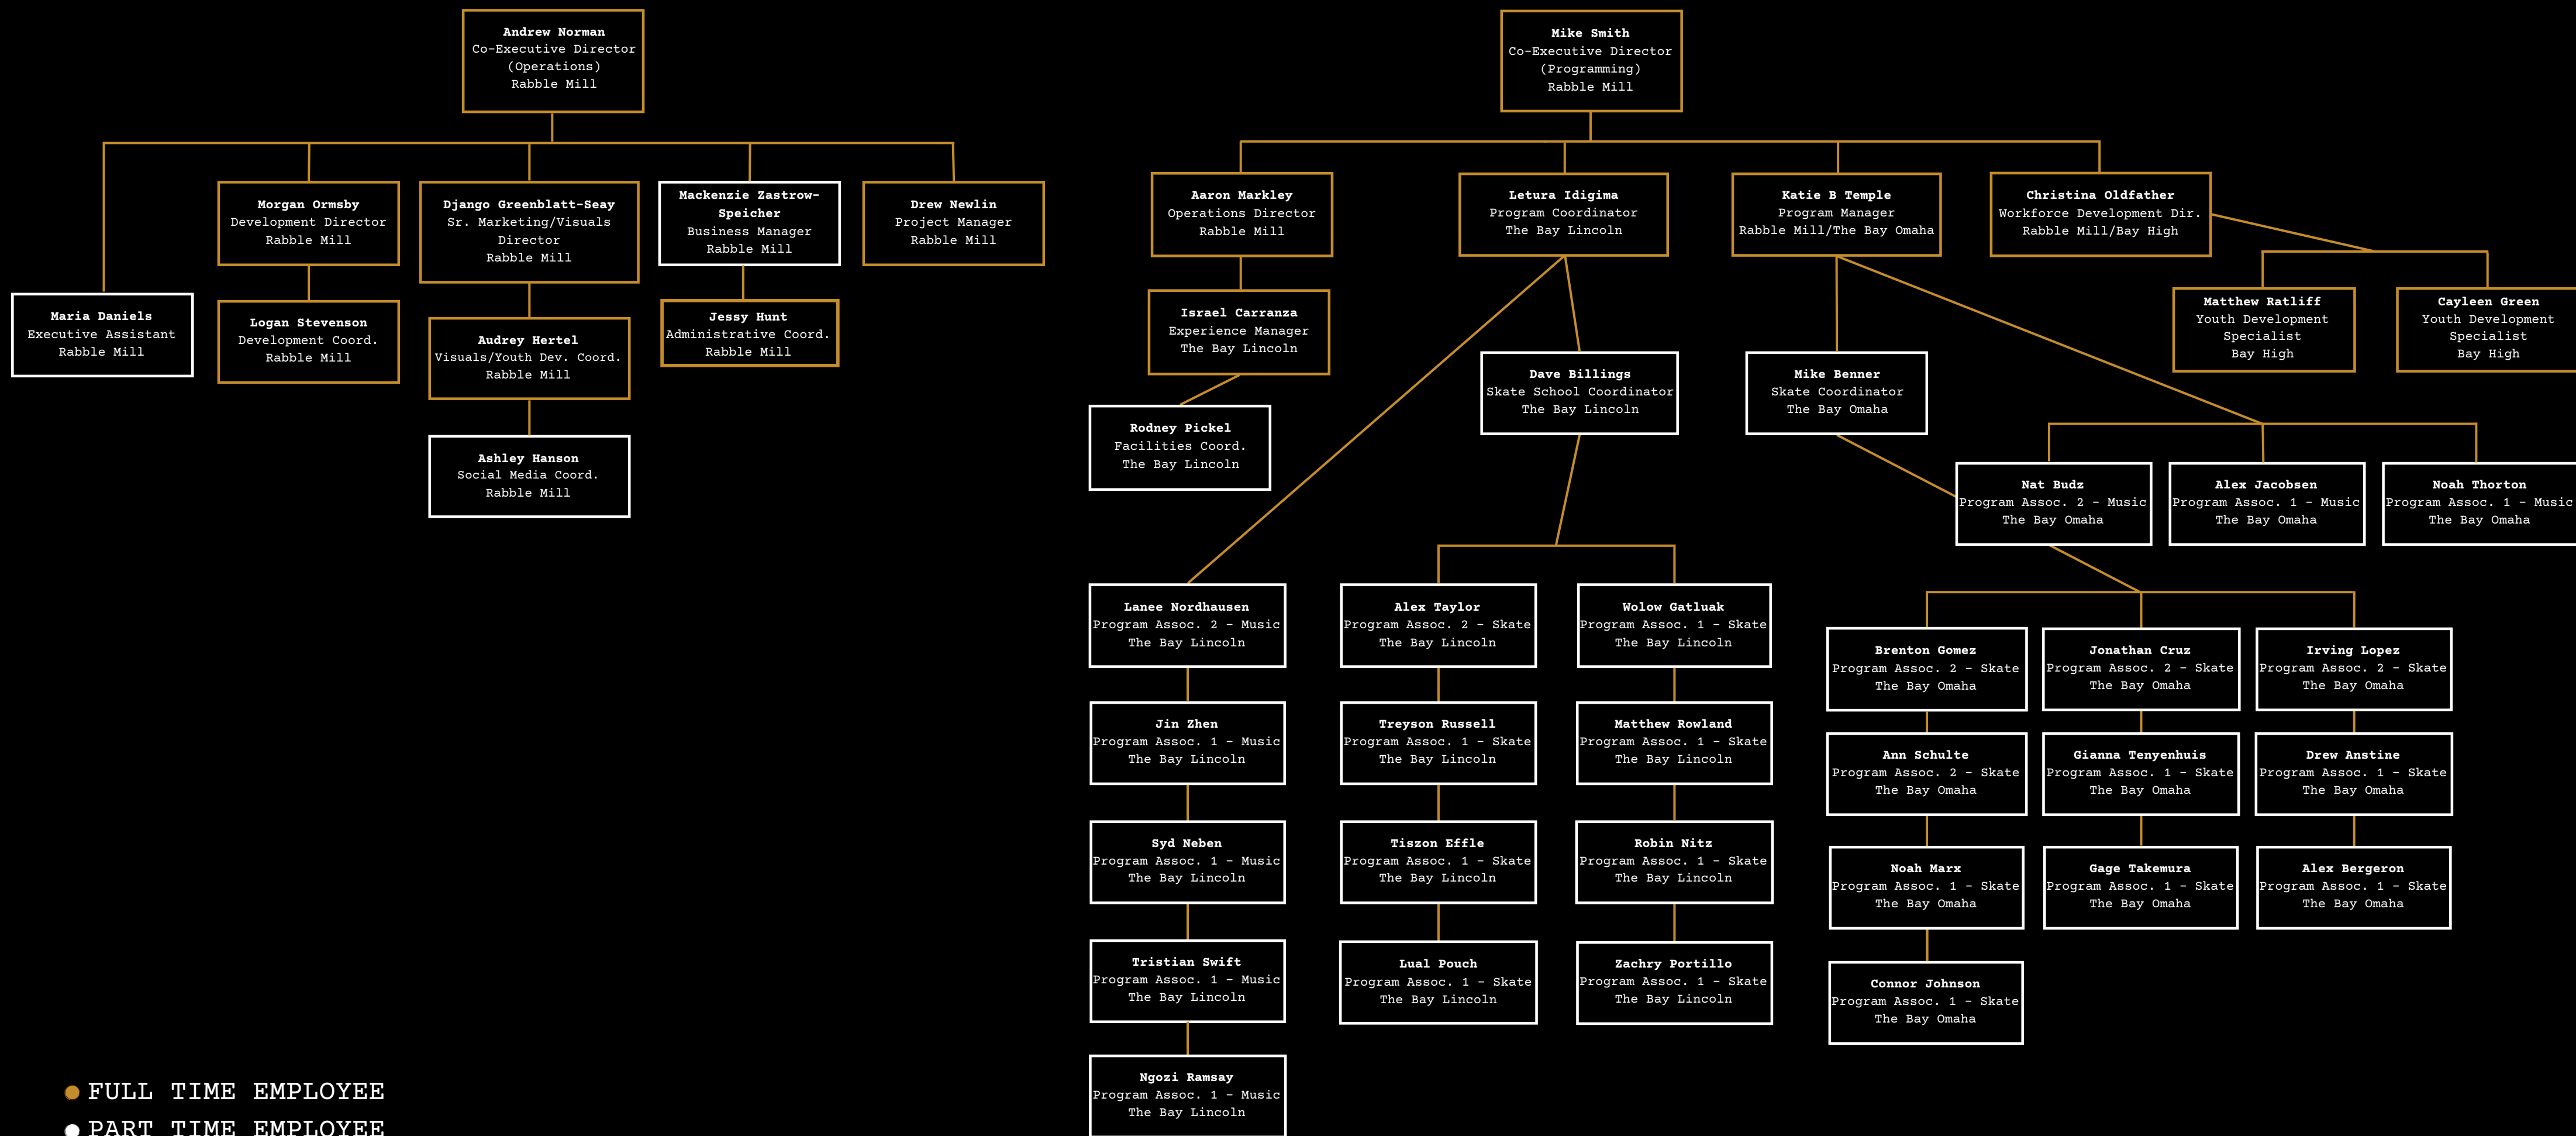 Andrew Norman
Co-Executive Director
(Operations)
Rabble Mill
Mike Smith
Co-Executive Director
(Programming)
Rabble Mill
Morgan Ormsby
Development Director
Rabble Mill
Django Greenblatt-Seay
Sr. Marketing/Visuals
Director
Rabble Mill
Mackenzie Zastrow-
Speicher
Business Manager
Rabble Mill
Drew Newlin
Project Manager
Rabble Mill
Aaron Markley
Operations Director
Rabble Mill
Letura Idigima
Program Coordinator
The Bay Lincoln
Katie B Temple
Program Manager
Rabble Mill/The Bay Omaha
Christina Oldfather
Workforce Development Dir.
Rabble Mill/Bay High
Maria Daniels
Executive Assistant
Rabble Mill
Logan Stevenson
Development Coord.
Rabble Mill
Audrey Hertel
Visuals/Youth Dev. Coord.
Rabble Mill
Jessy Hunt
Administrative Coord.
Rabble Mill
Israel Carranza
Experience Manager
The Bay Lincoln
Matthew Ratliff
Youth Development
Specialist
Bay High
Cayleen Green
Youth Development
Specialist
Bay High
Dave Billings
Skate School Coordinator
The Bay Lincoln
Mike Benner
Skate Coordinator
The Bay Omaha
Rodney Pickel
Facilities Coord.
The Bay Lincoln
Ashley Hanson
Social Media Coord.
Rabble Mill
Nat Budz
Program Assoc. 2 - Music
The Bay Omaha
Alex Jacobsen
Program Assoc. 1 - Music
The Bay Omaha
Noah Thorton
Program Assoc. 1 - Music
The Bay Omaha
Lanee Nordhausen
Program Assoc. 2 - Music
The Bay Lincoln
Alex Taylor
Program Assoc. 2 - Skate
The Bay Lincoln
Wolow Gatluak
Program Assoc. 1 - Skate
The Bay Lincoln
Brenton Gomez
Program Assoc. 2 - Skate
The Bay Omaha
Jonathan Cruz
Program Assoc. 2 - Skate
The Bay Omaha
Irving Lopez
Program Assoc. 2 - Skate
The Bay Omaha
Jin Zhen
Program Assoc. 1 - Music
The Bay Lincoln
Treyson Russell
Program Assoc. 1 - Skate
The Bay Lincoln
Matthew Rowland
Program Assoc. 1 - Skate
The Bay Lincoln
Ann Schulte
Program Assoc. 2 - Skate
The Bay Omaha
Gianna Tenyenhuis
Program Assoc. 1 - Skate
The Bay Omaha
Drew Anstine
Program Assoc. 1 - Skate
The Bay Omaha
Syd Neben
Program Assoc. 1 - Music
The Bay Lincoln
Tiszon Effle
Program Assoc. 1 - Skate
The Bay Lincoln
Robin Nitz
Program Assoc. 1 - Skate
The Bay Lincoln
Noah Marx
Program Assoc. 1 - Skate
The Bay Omaha
Gage Takemura
Program Assoc. 1 - Skate
The Bay Omaha
Alex Bergeron
Program Assoc. 1 - Skate
The Bay Omaha
Tristian Swift
Program Assoc. 1 - Music
The Bay Lincoln
Lual Pouch
Program Assoc. 1 - Skate
The Bay Lincoln
Zachry Portillo
Program Assoc. 1 - Skate
The Bay Lincoln
Connor Johnson
Program Assoc. 1 - Skate
The Bay Omaha
Ngozi Ramsay
Program Assoc. 1 - Music
The Bay Lincoln
FULL TIME EMPLOYEE
PART TIME EMPLOYEE